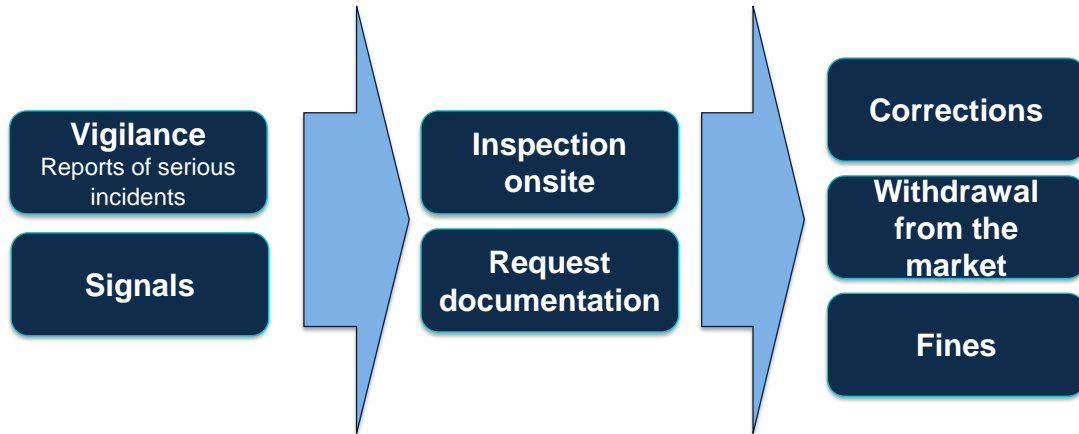 Vigilance
Reports of serious
incidents
Signals
Inspection
onsite
Request
documentation
Corrections
Withdrawal
from the
market
Fines